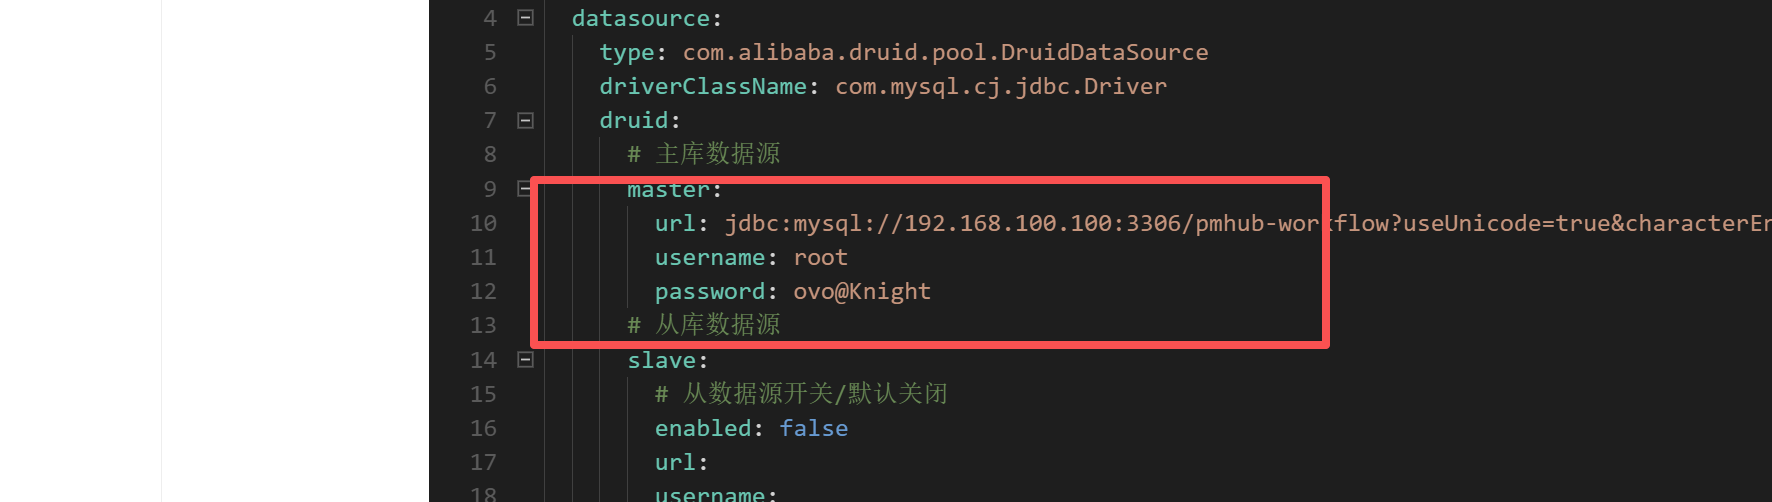 4 datasource:
5 type: com.alibaba.druid.pool.DruidDataSource
6 driverClassName: com.mysql.cj.jdbc.Driver
7 druid:
8 # 主库数据源
9 master:
10 url: jdbc:mysql://192.168.100.100:3306/pmhub-workflow?useUnicode=true&characterEn
11 username: root
12 password: ovo@Knight
13 # 从库数据源
14 slave:
15 # 从数据源开关/默认关闭
16 enabled: false
17 url:
18 username: